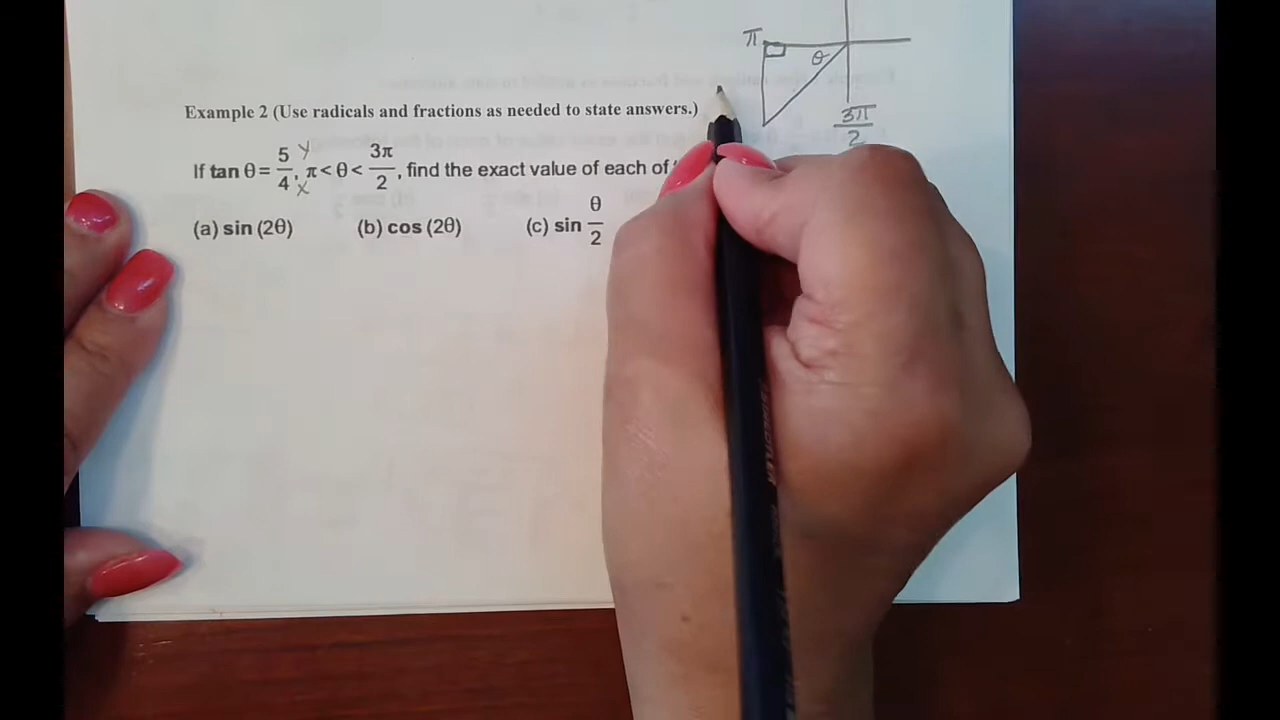 π
θ
3π/2
Example 2 (Use radicals and fractions as needed to state answers.)
If tan θ = 5/4, π < θ < 3π/2, find the exact value of each of
y
x
(a) sin (2θ) (b) cos (2θ) (c) sin θ/2